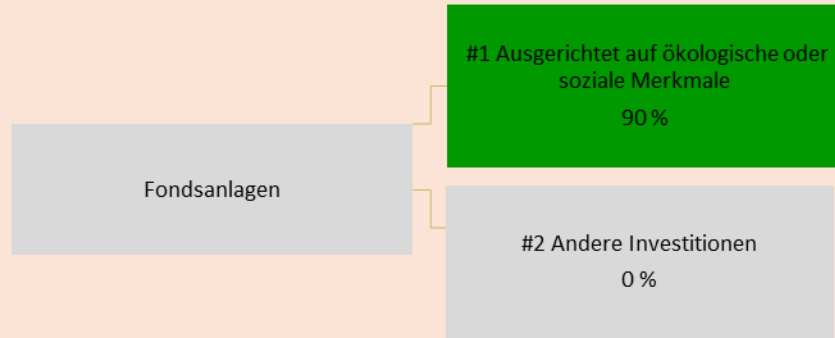 #1 Ausgerichtet auf ökologische oder
soziale Merkmale
90 %
Fondsanlagen
#2 Andere Investitionen
0 %